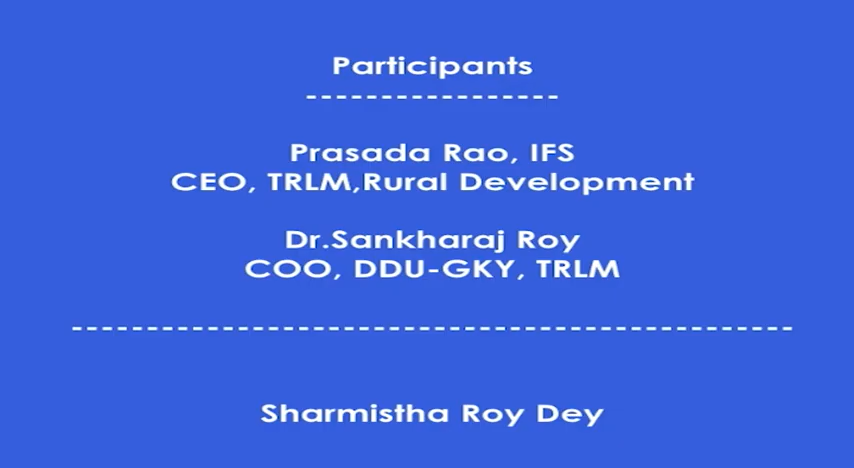 Participants
-----------------
Prasada Rao, IFS
CEO, TRLM,Rural Development
Dr.Sankharaj Roy
COO, DDU-GKY, TRLM
-------------------------------------------------
Sharmistha Roy Dey